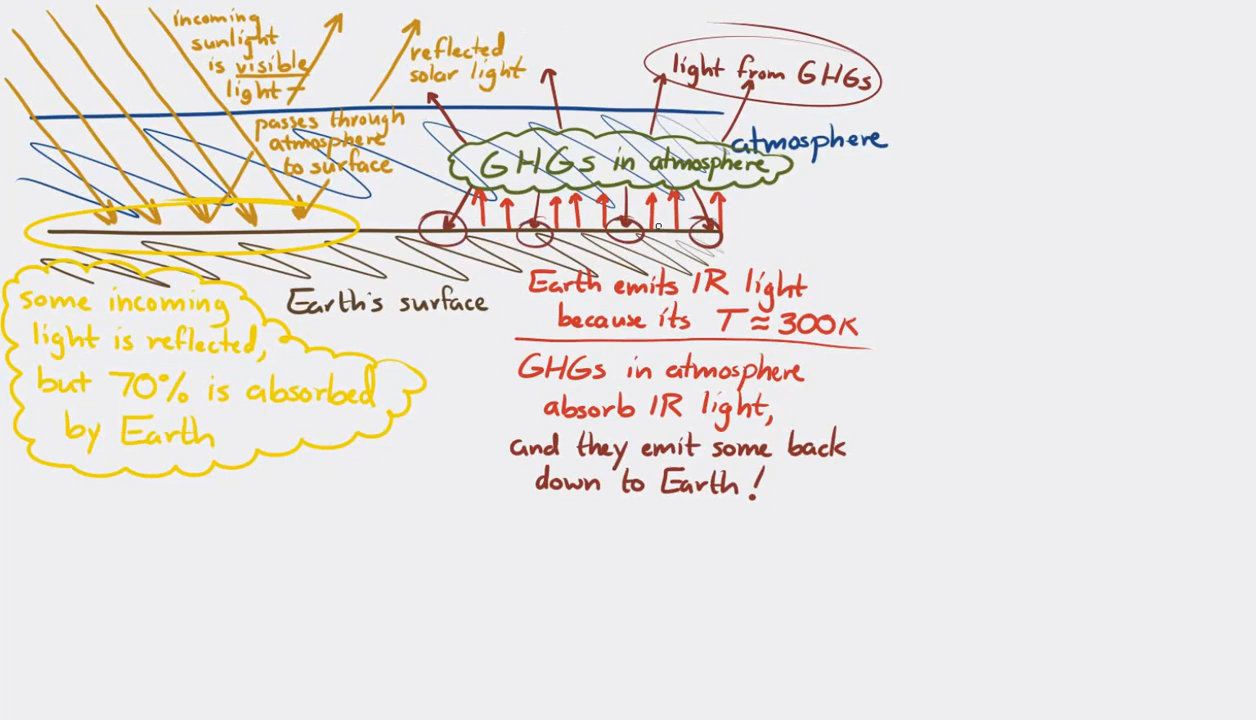 incoming
sunlight
is visible
light –
passes through
atmosphere
to surface
reflected
solar light
light from GHGs
atmosphere
GHGs in atmosphere
Earth's surface
some incoming
light is reflected,
but 70% is absorbed
by Earth
Earth emits IR light
because its T ≈ 300K
GHGs in atmosphere
absorb IR light,
and they emit some back
down to Earth!